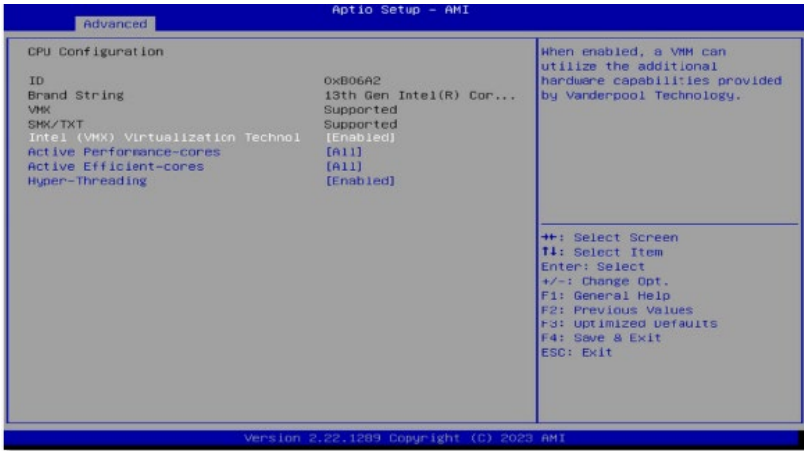 Aptio Setup – AMI
Advanced
CPU Configuration
ID 0xB06A2
Brand String 13th Gen Intel(R) Cor...
VMX Supported
SMX/TXT Supported
Intel (VMX) Virtualization Technol [Enabled]
Active Performance-cores [All]
Active Efficient-cores [All]
Hyper-Threading [Enabled]
When enabled, a VMM can
utilize the additional
hardware capabilities provided
by Vanderpool Technology.
→←: Select Screen
↑↓: Select Item
Enter: Select
+/-: Change Opt.
F1: General Help
F2: Previous Values
F3: Optimized Defaults
F4: Save & Exit
ESC: Exit
Version 2.22.1289 Copyright (C) 2023 AMI